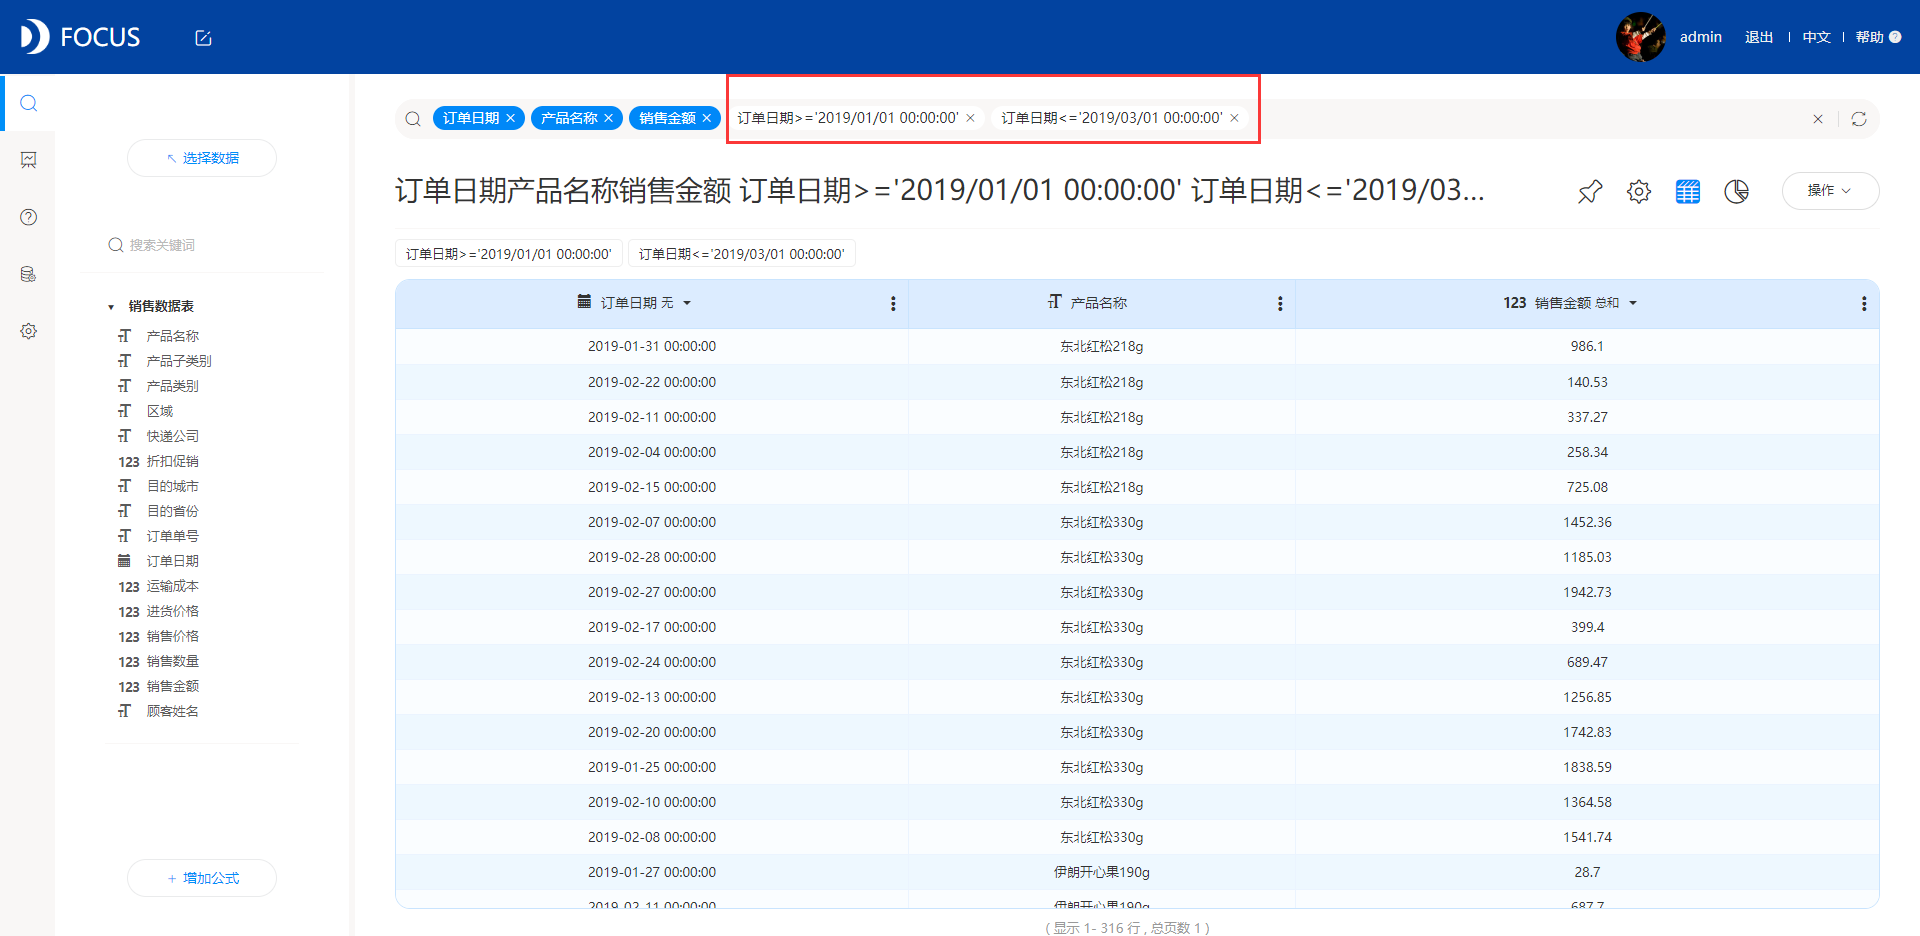 FOCUS
admin 退出 中文 帮助 ?
订单日期 × 产品名称 × 销售金额 × 订单日期>='2019/01/01 00:00:00' × 订单日期<='2019/03/01 00:00:00' ×
选择数据
订单日期产品名称销售金额 订单日期>='2019/01/01 00:00:00' 订单日期<='2019/03...
操作
搜索关键词
订单日期>='2019/01/01 00:00:00' 订单日期<='2019/03/01 00:00:00'
销售数据表
产品名称
产品子类别
产品类别
区域
快递公司
123 折扣促销
目的城市
目的省份
订单单号
订单日期
123 运输成本
123 进货价格
123 销售价格
123 销售数量
123 销售金额
顾客姓名
+ 增加公式
订单日期 无 产品名称 123 销售金额 总和
2019-01-31 00:00:00 东北红松218g 986.1
2019-02-22 00:00:00 东北红松218g 140.53
2019-02-11 00:00:00 东北红松218g 337.27
2019-02-04 00:00:00 东北红松218g 258.34
2019-02-15 00:00:00 东北红松218g 725.08
2019-02-07 00:00:00 东北红松330g 1452.36
2019-02-28 00:00:00 东北红松330g 1185.03
2019-02-27 00:00:00 东北红松330g 1942.73
2019-02-17 00:00:00 东北红松330g 399.4
2019-02-24 00:00:00 东北红松330g 689.47
2019-02-13 00:00:00 东北红松330g 1256.85
2019-02-20 00:00:00 东北红松330g 1742.83
2019-01-25 00:00:00 东北红松330g 1838.59
2019-02-10 00:00:00 东北红松330g 1364.58
2019-02-08 00:00:00 东北红松330g 1541.74
2019-01-27 00:00:00 伊朗开心果190g 28.7
2019-02-11 00:00:00 伊朗开心果190g 687.7
( 显示 1- 316 行 , 总页数 1 )